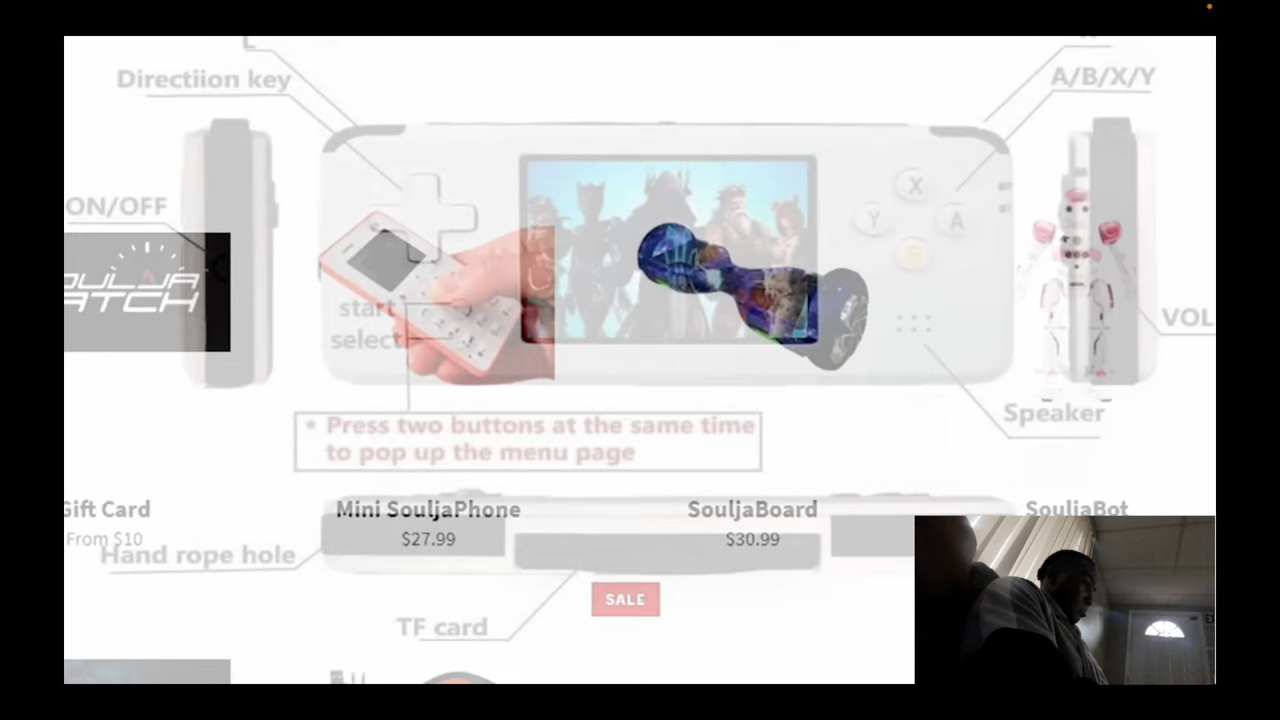 Directiion key
A/B/X/Y
ON/OFF
X
Y
A
start
select
VOL
Speaker
* Press two buttons at the same time
to pop up the menu page
Gift Card
From $10
Mini SouljaPhone
$27.99
SouljaBoard
$30.99
SouljaBot
Hand rope hole
SALE
TF card